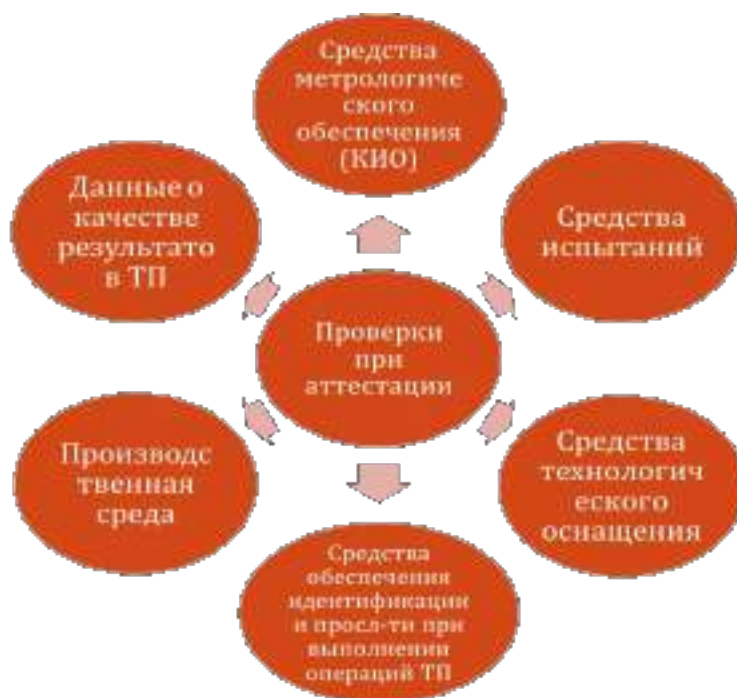 Средства
метрологиче
ского
обеспечения
(КИО)
Данные о
качестве
результато
в ТП
Средства
испытаний
Проверки
при
аттестации
Производс
твенная
среда
Средства
технологич
еского
оснащения
Средства
обеспечения
идентификации
и просл-ти при
выполнении
операций ТП